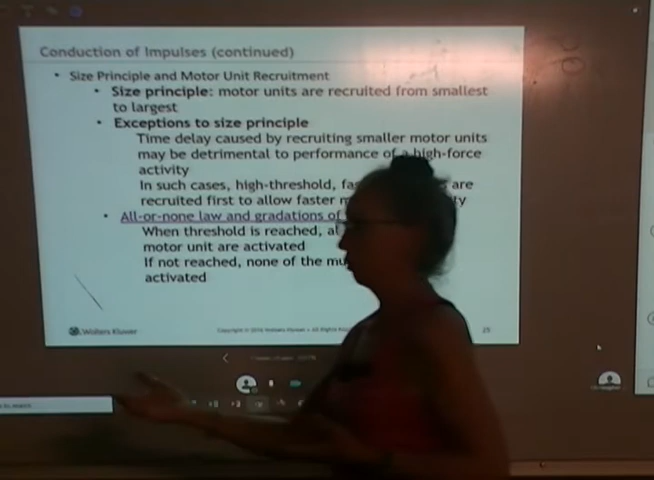 Conduction of Impulses (continued)
• Size Principle and Motor Unit Recruitment
• Size principle: motor units are recruited from smallest
to largest
• Exceptions to size principle
Time delay caused by recruiting smaller motor units
may be detrimental to performance of a high-force
activity
In such cases, high-threshold, are
recruited first to allow faster
• All-or-none law and gradations of
When threshold is reached,
motor unit are activated
If not reached, none of the
activated
Wolters Kluwer